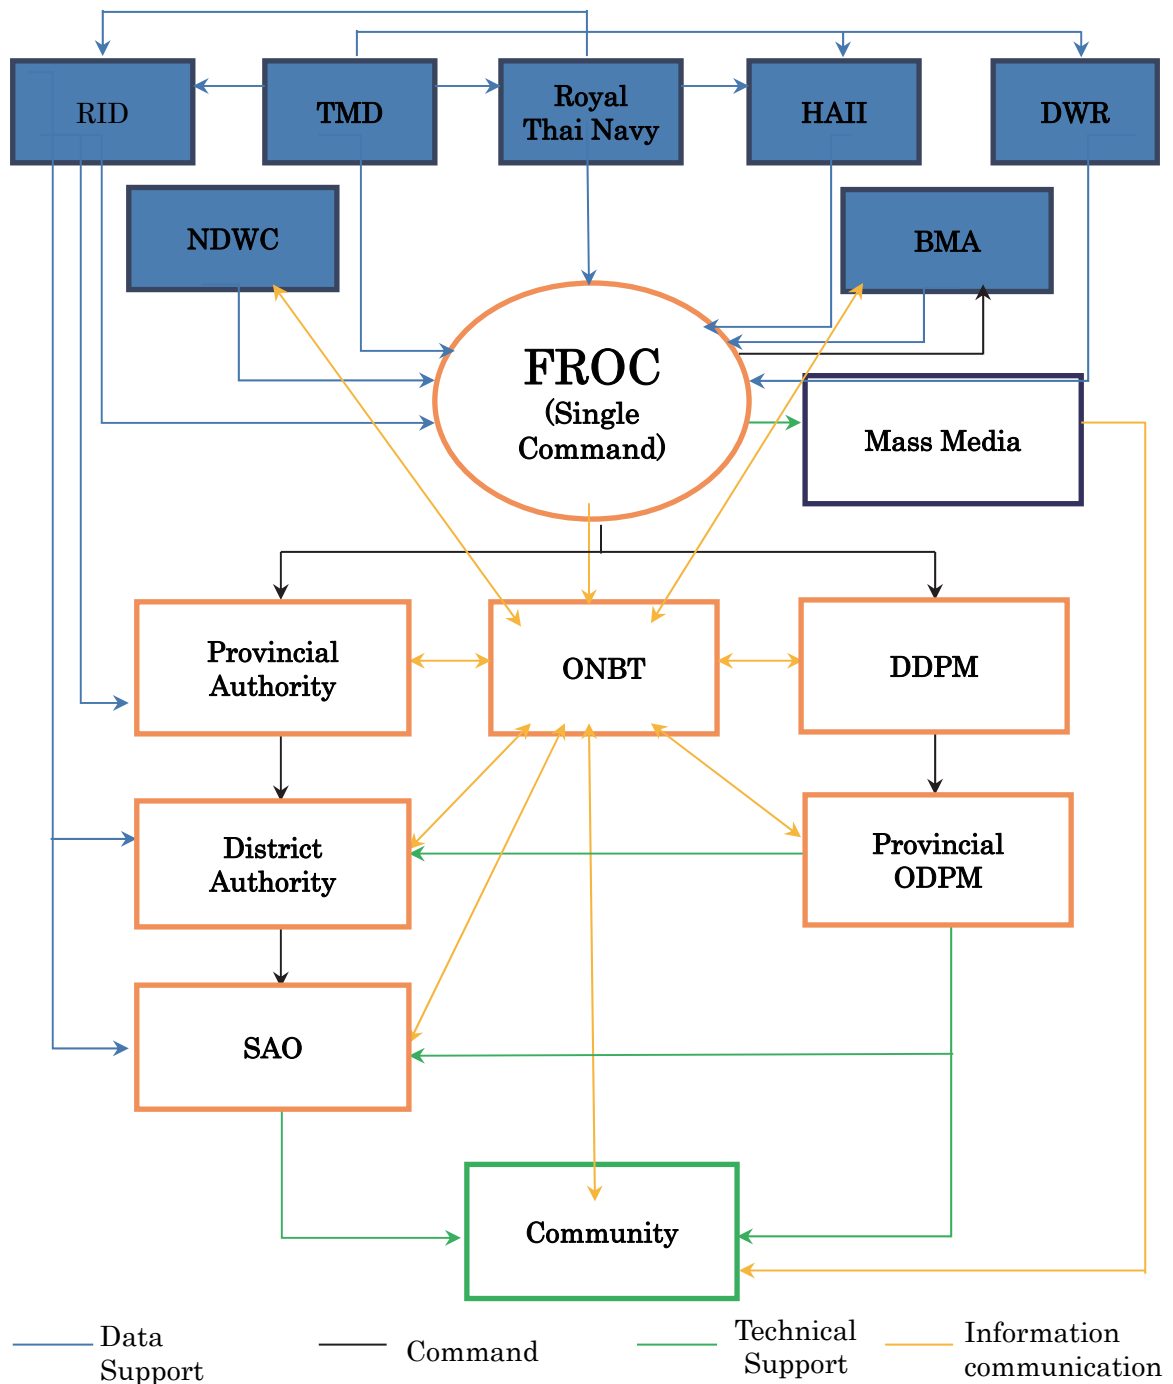 RID
TMD
Royal
Thai Navy
HAII
DWR
NDWC
BMA
FROC
(Single
Command)
Mass Media
Provincial
Authority
ONBT
DDPM
District
Authority
Provincial
ODPM
SAO
Community
Data
Support
Command
Technical
Support
Information
communication